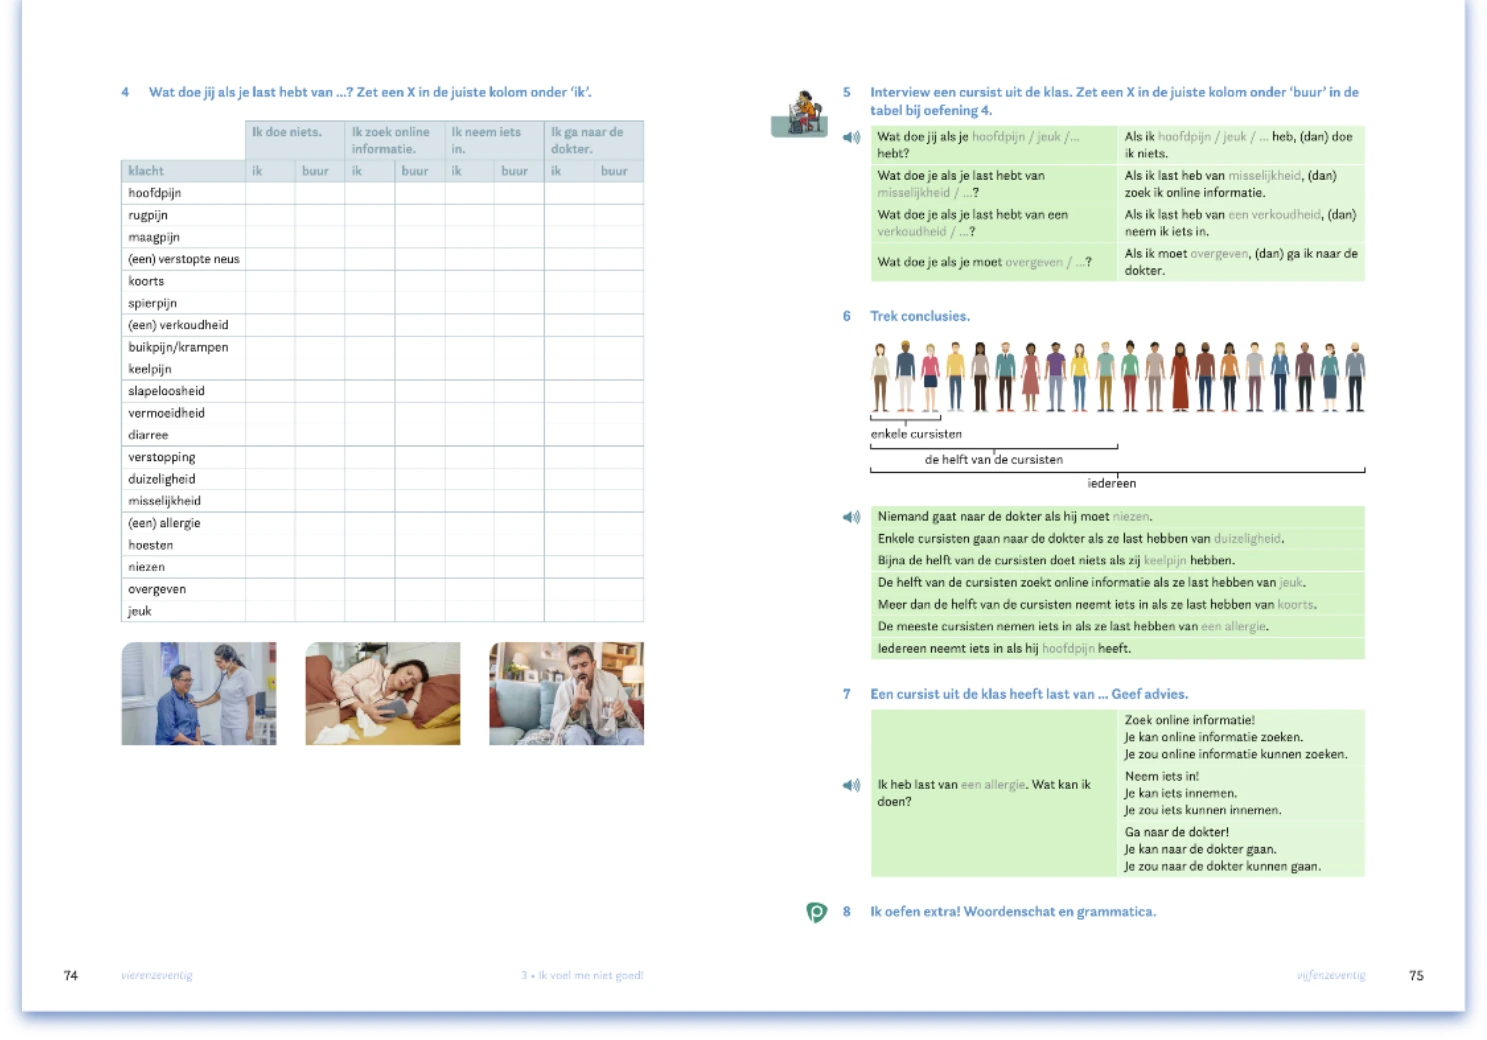 4 Wat doe jij als je last hebt van ...? Zet een X in de juiste kolom onder ‘ik’.
Ik doe niets. Ik zoek online informatie. Ik neem iets in. Ik ga naar de dokter.
klacht ik buur ik buur ik buur ik buur
hoofdpijn
rugpijn
maagpijn
(een) verstopte neus
koorts
spierpijn
(een) verkoudheid
buikpijn/krampen
keelpijn
slapeloosheid
vermoeidheid
diarree
verstopping
duizeligheid
misselijkheid
(een) allergie
hoesten
niezen
overgeven
jeuk
74 vierenzeventig 3 • Ik voel me niet goed!
5 Interview een cursist uit de klas. Zet een X in de juiste kolom onder ‘buur’ in de
tabel bij oefening 4.
Wat doe jij als je hoofdpijn / jeuk /...
hebt?
Als ik hoofdpijn / jeuk / ... heb, (dan) doe
ik niets.
Wat doe je als je last hebt van
misselijkheid / ...?
Als ik last heb van misselijkheid, (dan)
zoek ik online informatie.
Wat doe je als je last hebt van een
verkoudheid / ...?
Als ik last heb van een verkoudheid, (dan)
neem ik iets in.
Wat doe je als je moet overgeven / ...?
Als ik moet overgeven, (dan) ga ik naar de
dokter.
6 Trek conclusies.
enkele cursisten
de helft van de cursisten
iedereen
Niemand gaat naar de dokter als hij moet niezen.
Enkele cursisten gaan naar de dokter als ze last hebben van duizeligheid.
Bijna de helft van de cursisten doet niets als zij keelpijn hebben.
De helft van de cursisten zoekt online informatie als ze last hebben van jeuk.
Meer dan de helft van de cursisten neemt iets in als ze last hebben van koorts.
De meeste cursisten nemen iets in als ze last hebben van een allergie.
Iedereen neemt iets in als hij hoofdpijn heeft.
7 Een cursist uit de klas heeft last van ... Geef advies.
Ik heb last van een allergie. Wat kan ik
doen?
Zoek online informatie!
Je kan online informatie zoeken.
Je zou online informatie kunnen zoeken.
Neem iets in!
Je kan iets innemen.
Je zou iets kunnen innemen.
Ga naar de dokter!
Je kan naar de dokter gaan.
Je zou naar de dokter kunnen gaan.
8 Ik oefen extra! Woordenschat en grammatica.
vijfenzeventig 75